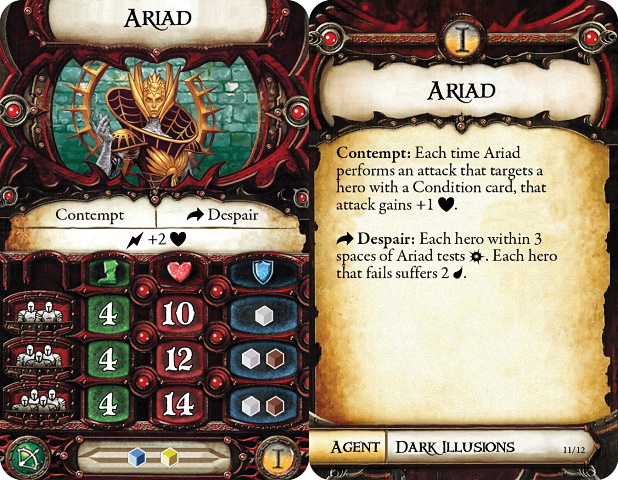 ARIAD
Contempt
Despair
+2
4 10
4 12
4 14
I
I
ARIAD
Contempt: Each time Ariad
performs an attack that targets a
hero with a Condition card, that
attack gains +1 .
Despair: Each hero within 3
spaces of Ariad tests . Each hero
that fails suffers 2 .
AGENT DARK ILLUSIONS 11/12